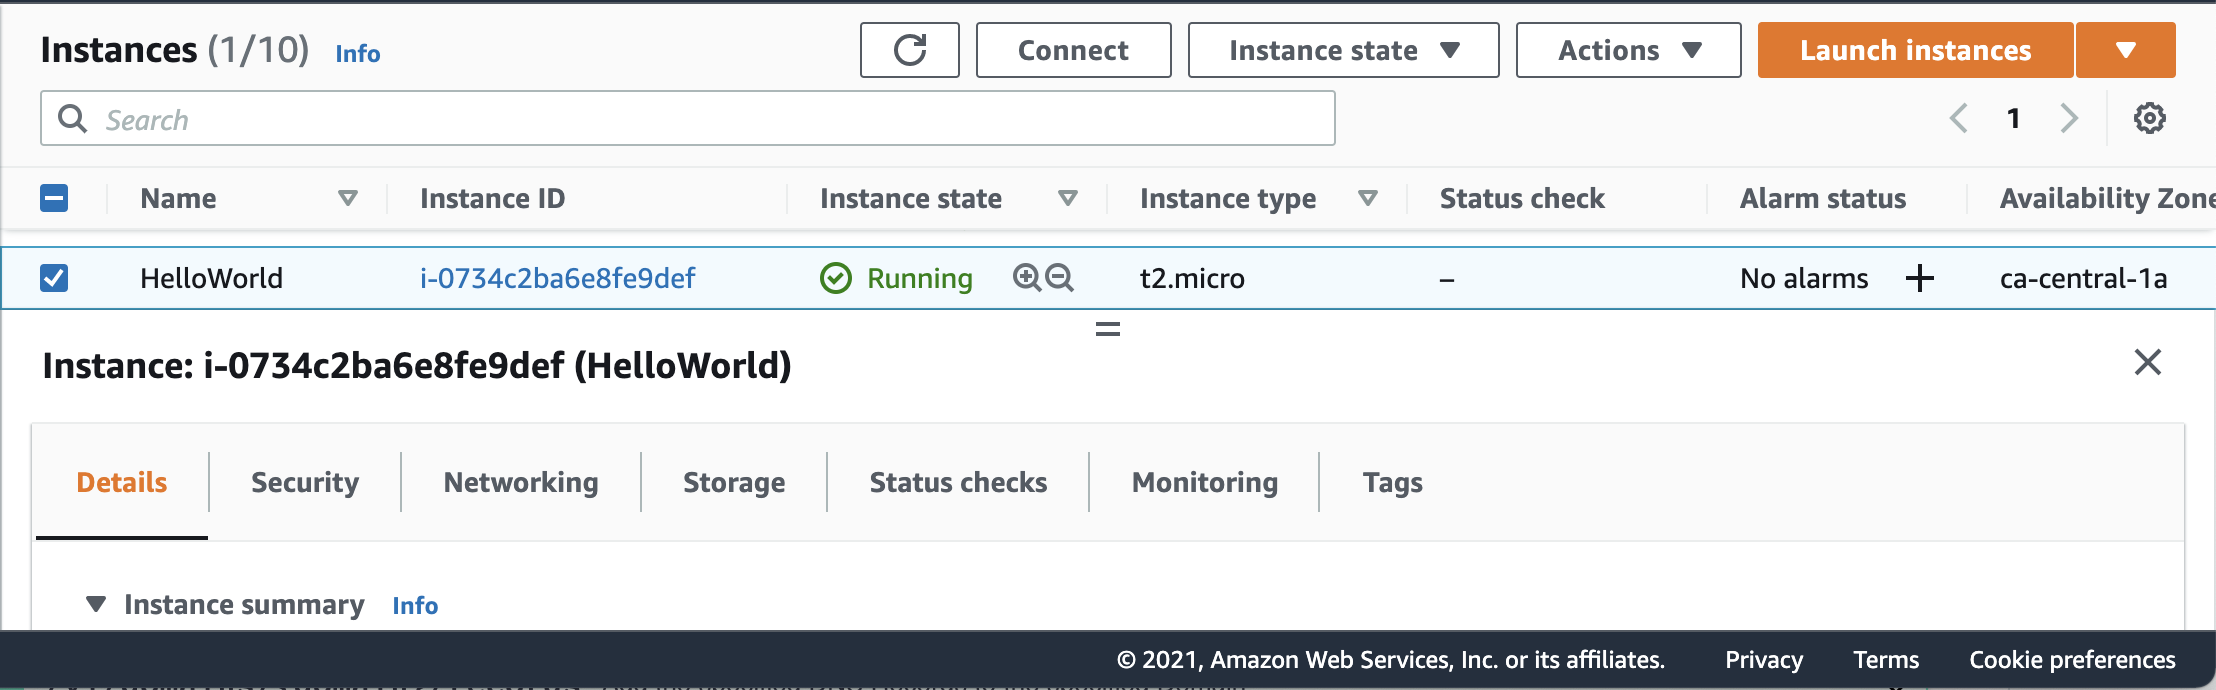 Instances (1/10) Info
Connect
Instance state
Actions
Launch instances
Search
1
Name Instance ID Instance state Instance type Status check Alarm status Availability Zone
HelloWorld i-0734c2ba6e8fe9def Running t2.micro – No alarms + ca-central-1a
Instance: i-0734c2ba6e8fe9def (HelloWorld)
Details Security Networking Storage Status checks Monitoring Tags
Instance summary Info
© 2021, Amazon Web Services, Inc. or its affiliates. Privacy Terms Cookie preferences